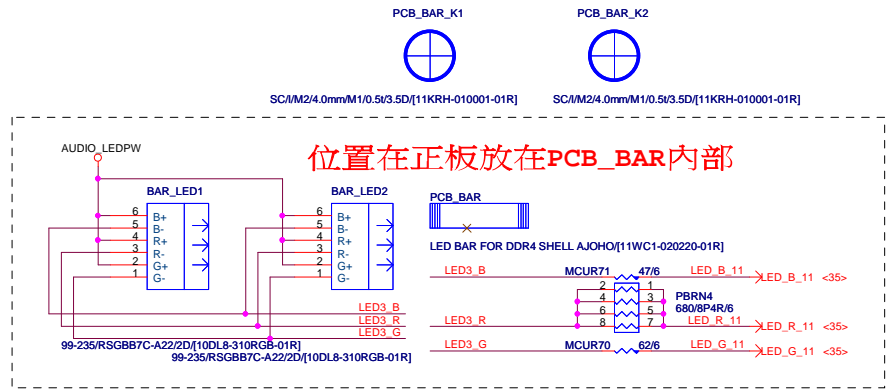 PCB_BAR_K1
PCB_BAR_K2
SC/I/M2/4.0mm/M1/0.5t/3.5D/[11KRH-010001-01R]
SC/I/M2/4.0mm/M1/0.5t/3.5D/[11KRH-010001-01R]
AUDIO_LEDPW
位置在正板放在PCB_BAR內部
BAR_LED1
6 B+
5 B-
4 R+
3 R-
2 G+
1 G-
BAR_LED2
6 B+
5 B-
4 R+
3 R-
2 G+
1 G-
PCB_BAR
LED BAR FOR DDR4 SHELL AJOHO/[11WC1-020220-01R]
LED3_B
LED3_R
LED3_G
99-235/RSGBB7C-A22/2D/[10DL8-310RGB-01R]
99-235/RSGBB7C-A22/2D/[10DL8-310RGB-01R]
LED3_B MCUR71 47/6 LED_B_11 LED_B_11 <35>
2 1
4 3
6 5
8 7
PBRN4
680/8P4R/6
LED3_R LED_R_11 LED_R_11 <35>
LED3_G MCUR70 62/6 LED_G_11 LED_G_11 <35>